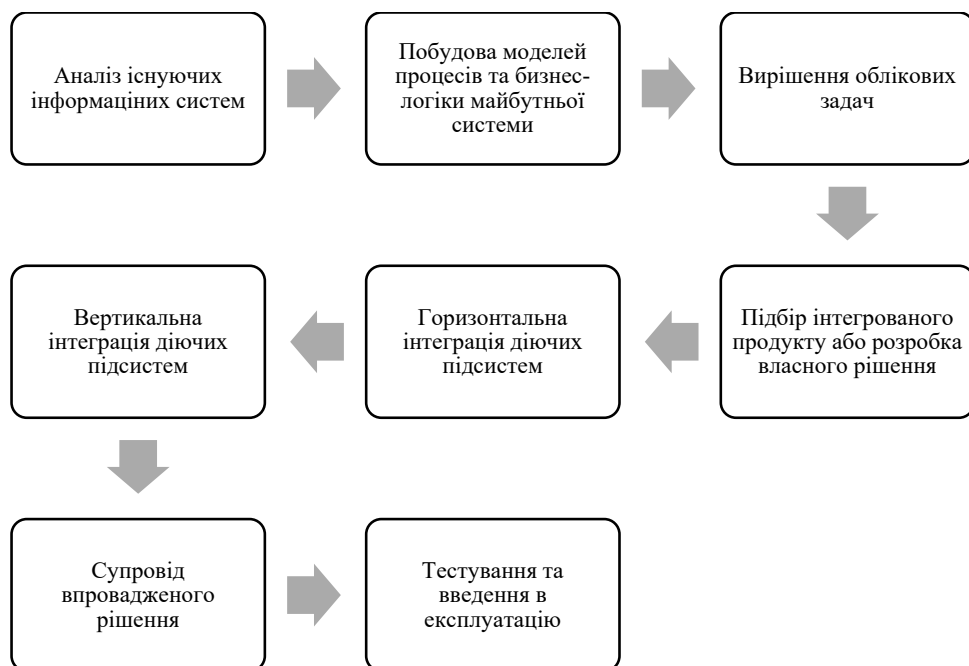 Аналіз існуючих
інформаціних систем
Побудова моделей
процесів та бизнес-
логіки майбутньої
системи
Вирішення облікових
задач
Підбір інтегрованого
продукту або розробка
власного рішення
Горизонтальна
інтеграція діючих
підсистем
Вертикальна
інтеграція діючих
підсистем
Супровід
впровадженого
рішення
Тестування та
введення в
експлуатацію